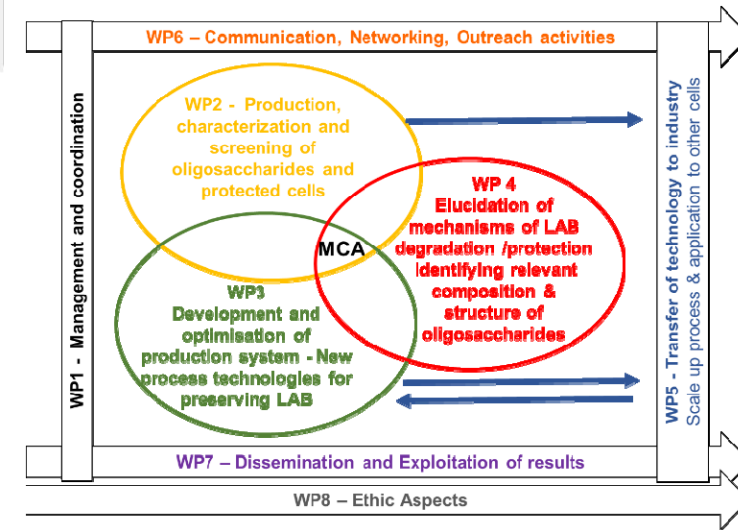 WP6 – Communication, Networking, Outreach activities
WP1 - Management and coordination
WP2 - Production,
characterization and
screening of
oligosaccharides and
protected cells
WP 4
Elucidation of
mechanisms of LAB
degradation /protection
Identifying relevant
composition &
structure of
oligosaccharides
MCA
WP3
Development and
optimisation of
production system - New
process technologies for
preserving LAB
WP5 - Transfer of technology to industry
Scale up process & application to other cells
WP7 – Dissemination and Exploitation of results
WP8 – Ethic Aspects